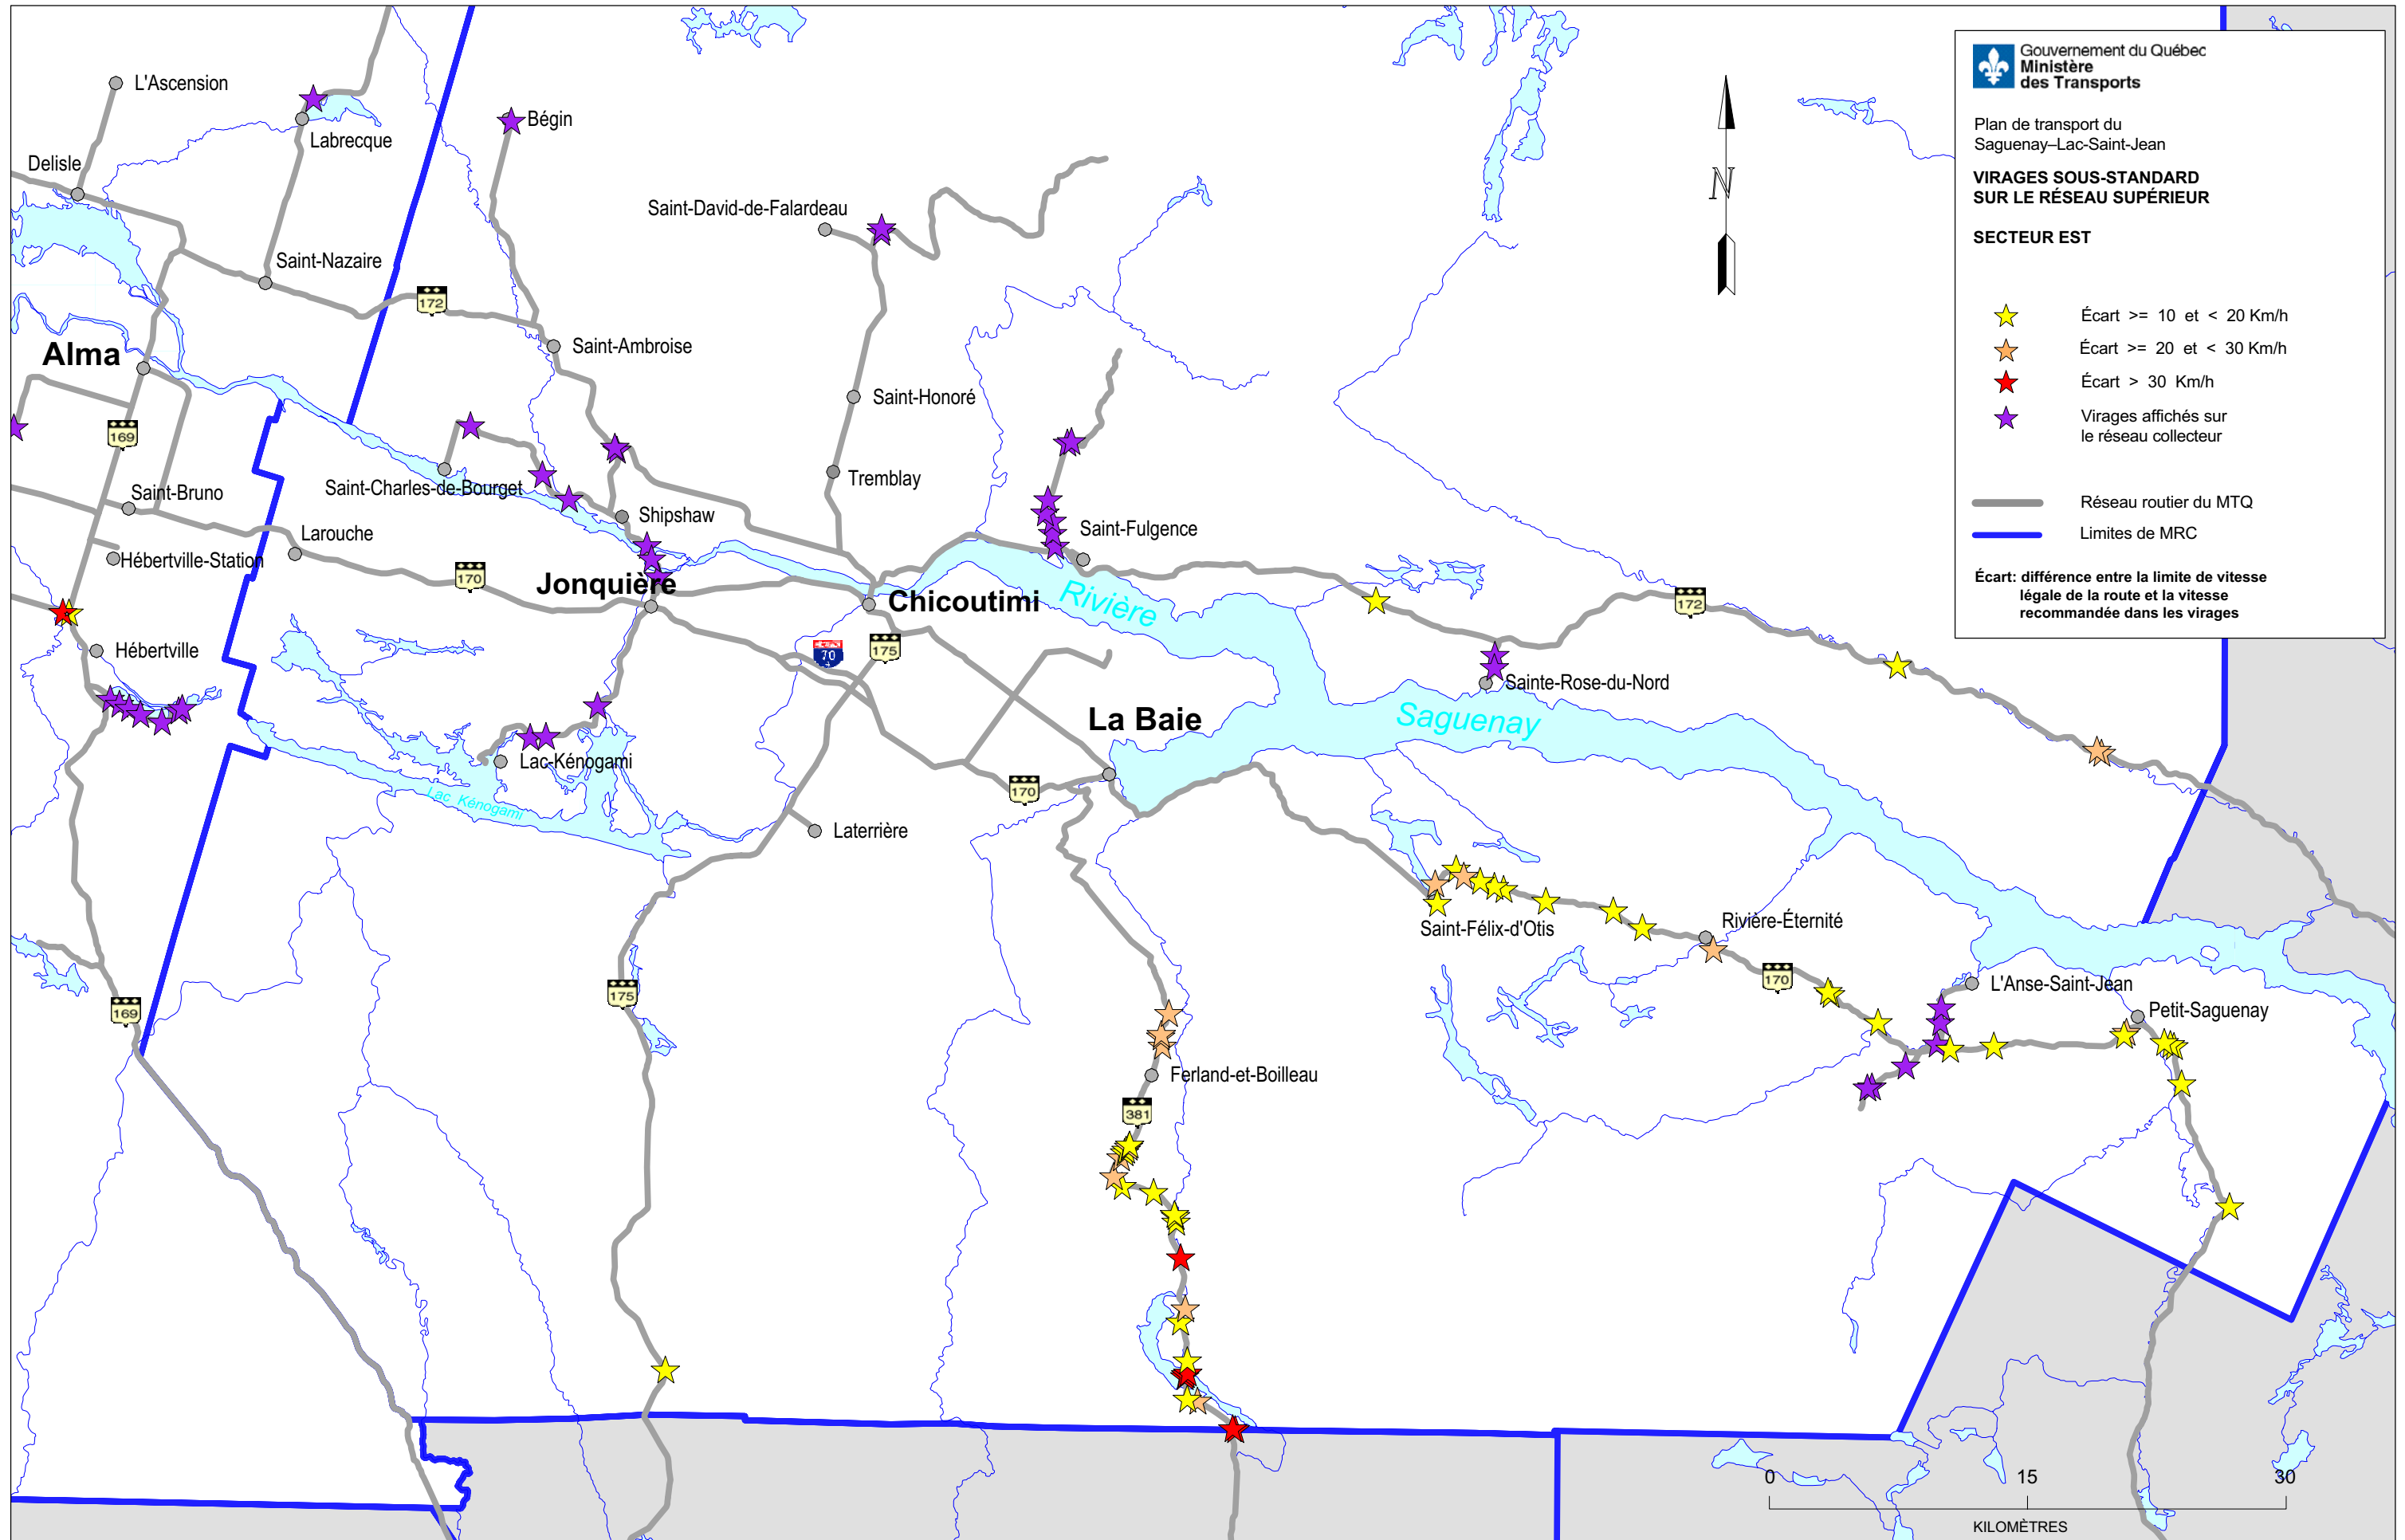 Gouvernement du Québec
Ministère
des Transports
Plan de transport du
Saguenay–Lac-Saint-Jean
VIRAGES SOUS-STANDARD
SUR LE RÉSEAU SUPÉRIEUR
SECTEUR EST
Écart >= 10 et < 20 Km/h
Écart >= 20 et < 30 Km/h
Écart > 30 Km/h
Virages affichés sur
le réseau collecteur
Réseau routier du MTQ
Limites de MRC
Écart: différence entre la limite de vitesse
légale de la route et la vitesse
recommandée dans les virages
N
L'Ascension
Labrecque
Bégin
Delisle
Saint-David-de-Falardeau
Saint-Nazaire
172
Saint-Ambroise
Alma
Saint-Honoré
169
Tremblay
Saint-Charles-de-Bourget
Saint-Bruno
Shipshaw
Larouche
Saint-Fulgence
Hébertville-Station
170
Jonquière
Chicoutimi
Rivière
172
Hébertville
70
175
Sainte-Rose-du-Nord
La Baie
Saguenay
Lac-Kénogami
Lac Kénogami
170
Laterrière
Saint-Félix-d'Otis
Rivière-Éternité
170
L'Anse-Saint-Jean
175
169
Petit-Saguenay
Ferland-et-Boilleau
381
0
15
30
KILOMÈTRES